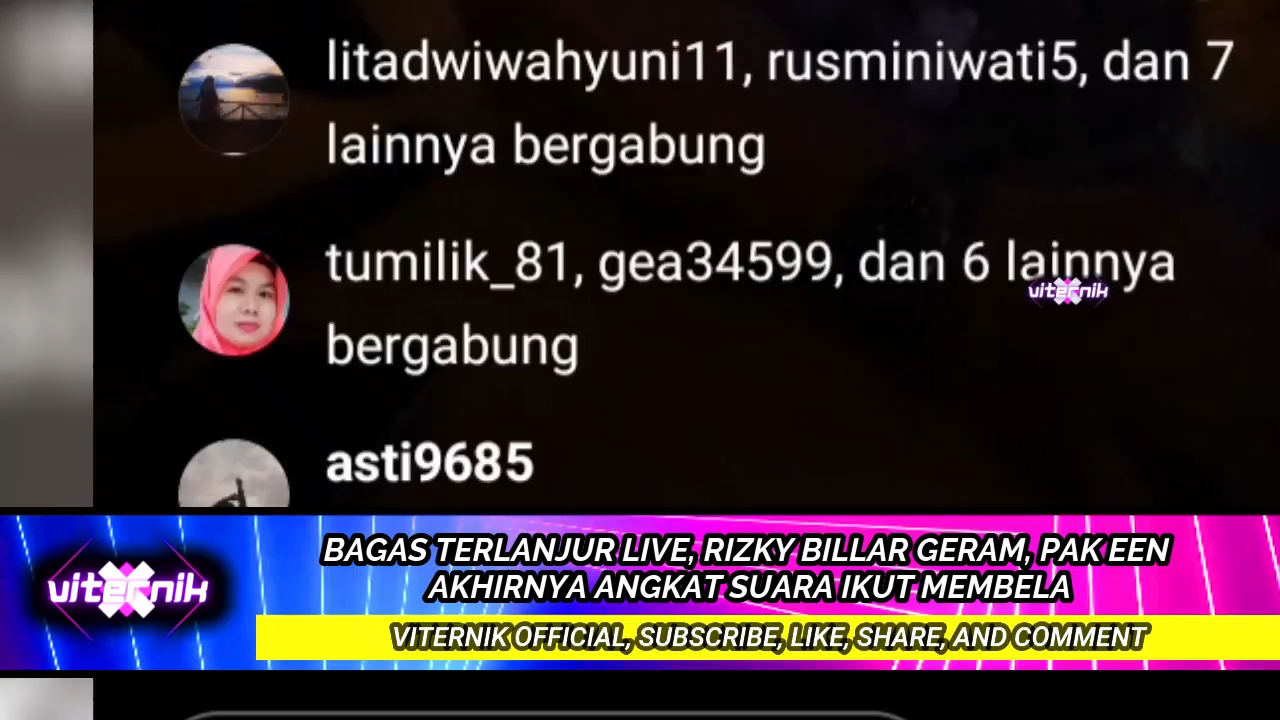 litadwiwahyuni11, rusminiwati5, dan 7
lainnya bergabung
tumilik_81, gea34599, dan 6 lainnya
bergabung
viternik
asti9685
viternik
BAGAS TERLANJUR LIVE, RIZKY BILLAR GERAM, PAK EEN
AKHIRNYA ANGKAT SUARA IKUT MEMBELA
VITERNIK OFFICIAL, SUBSCRIBE, LIKE, SHARE, AND COMMENT